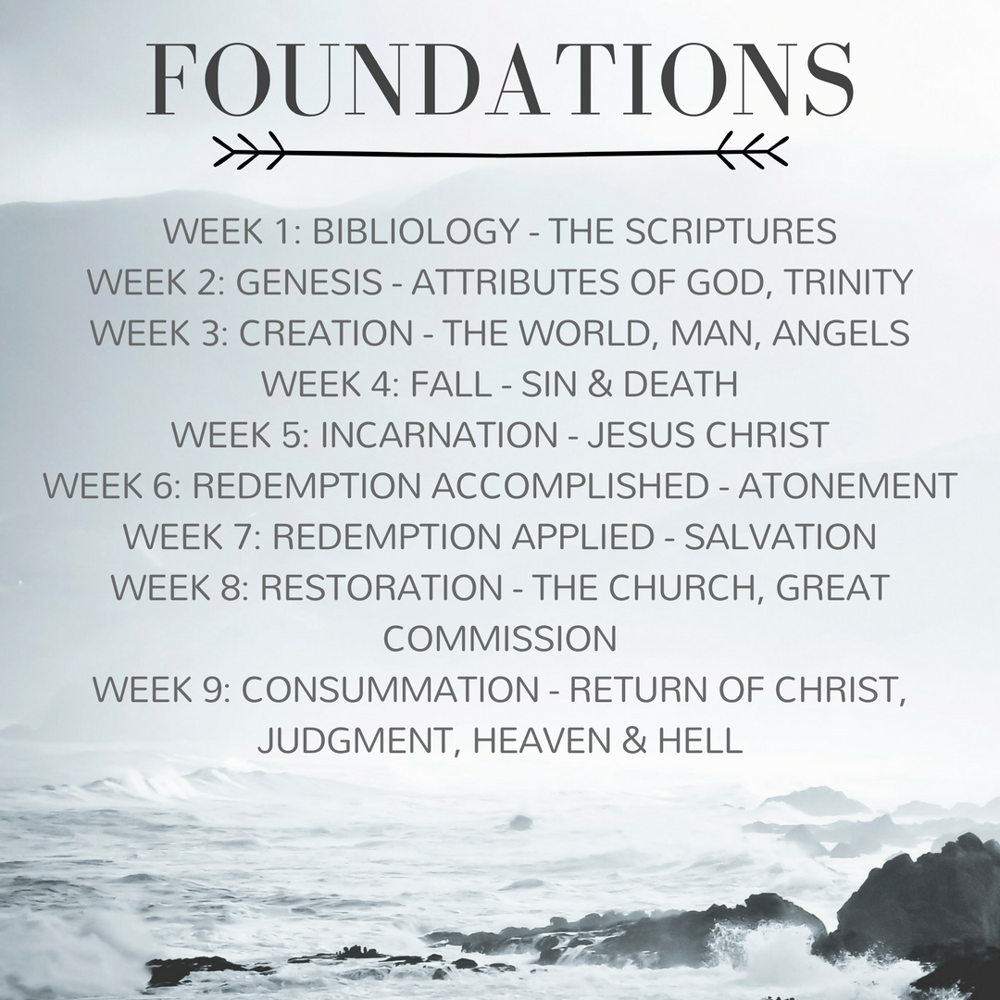 FOUNDATIONS
WEEK 1: BIBLIOLOGY - THE SCRIPTURES
WEEK 2: GENESIS - ATTRIBUTES OF GOD, TRINITY
WEEK 3: CREATION - THE WORLD, MAN, ANGELS
WEEK 4: FALL - SIN & DEATH
WEEK 5: INCARNATION - JESUS CHRIST
WEEK 6: REDEMPTION ACCOMPLISHED - ATONEMENT
WEEK 7: REDEMPTION APPLIED - SALVATION
WEEK 8: RESTORATION - THE CHURCH, GREAT
COMMISSION
WEEK 9: CONSUMMATION - RETURN OF CHRIST,
JUDGMENT, HEAVEN & HELL